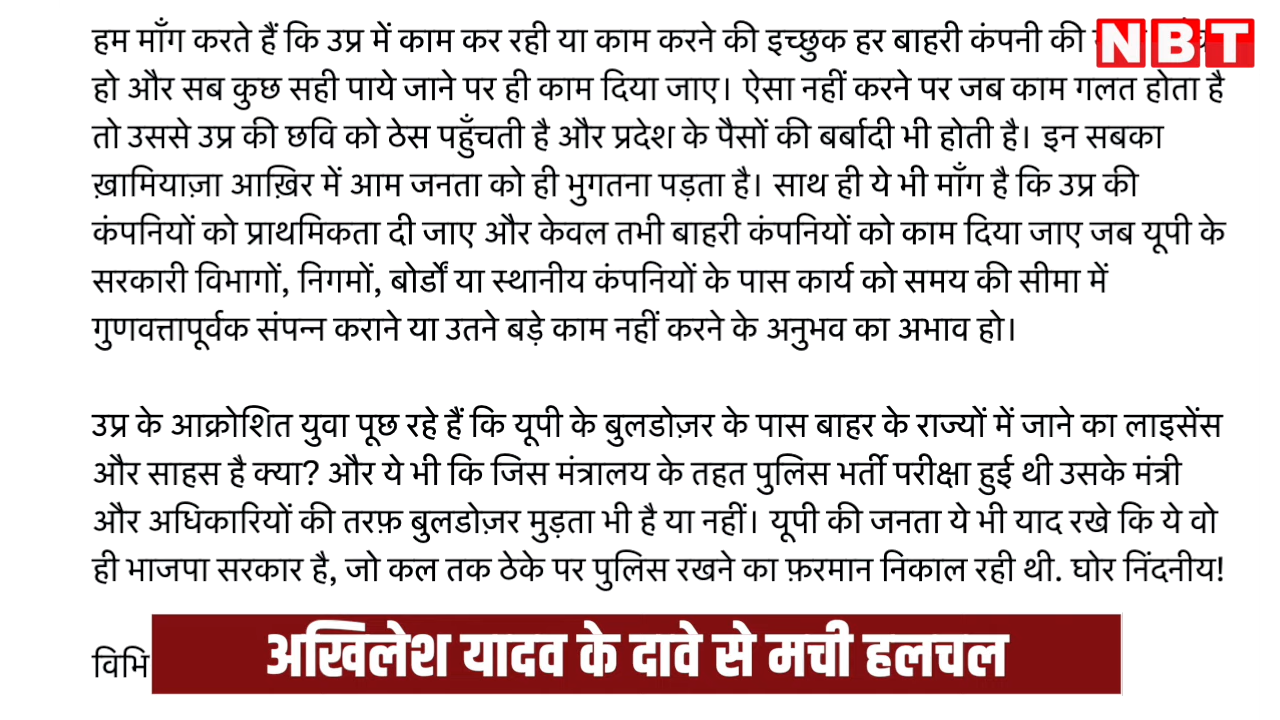 हम माँग करते हैं कि उप्र में काम कर रही या काम करने की इच्छुक हर बाहरी कंपनी की
NBT
हो और सब कुछ सही पाये जाने पर ही काम दिया जाए। ऐसा नहीं करने पर जब काम गलत होता है
तो उससे उप्र की छवि को ठेस पहुँचती है और प्रदेश के पैसों की बर्बादी भी होती है। इन सबका
ख़ामियाज़ा आख़िर में आम जनता को ही भुगतना पड़ता है। साथ ही ये भी माँग है कि उप्र की
कंपनियों को प्राथमिकता दी जाए और केवल तभी बाहरी कंपनियों को काम दिया जाए जब यूपी के
सरकारी विभागों, निगमों, बोर्डों या स्थानीय कंपनियों के पास कार्य को समय की सीमा में
गुणवत्तापूर्वक संपन्न कराने या उतने बड़े काम नहीं करने के अनुभव का अभाव हो।
उप्र के आक्रोशित युवा पूछ रहे हैं कि यूपी के बुलडोज़र के पास बाहर के राज्यों में जाने का लाइसेंस
और साहस है क्या? और ये भी कि जिस मंत्रालय के तहत पुलिस भर्ती परीक्षा हुई थी उसके मंत्री
और अधिकारियों की तरफ़ बुलडोज़र मुड़ता भी है या नहीं। यूपी की जनता ये भी याद रखे कि ये वो
ही भाजपा सरकार है, जो कल तक ठेके पर पुलिस रखने का फ़रमान निकाल रही थी. घोर निंदनीय!
विभि
अखिलेश यादव के दावे से मची हलचल